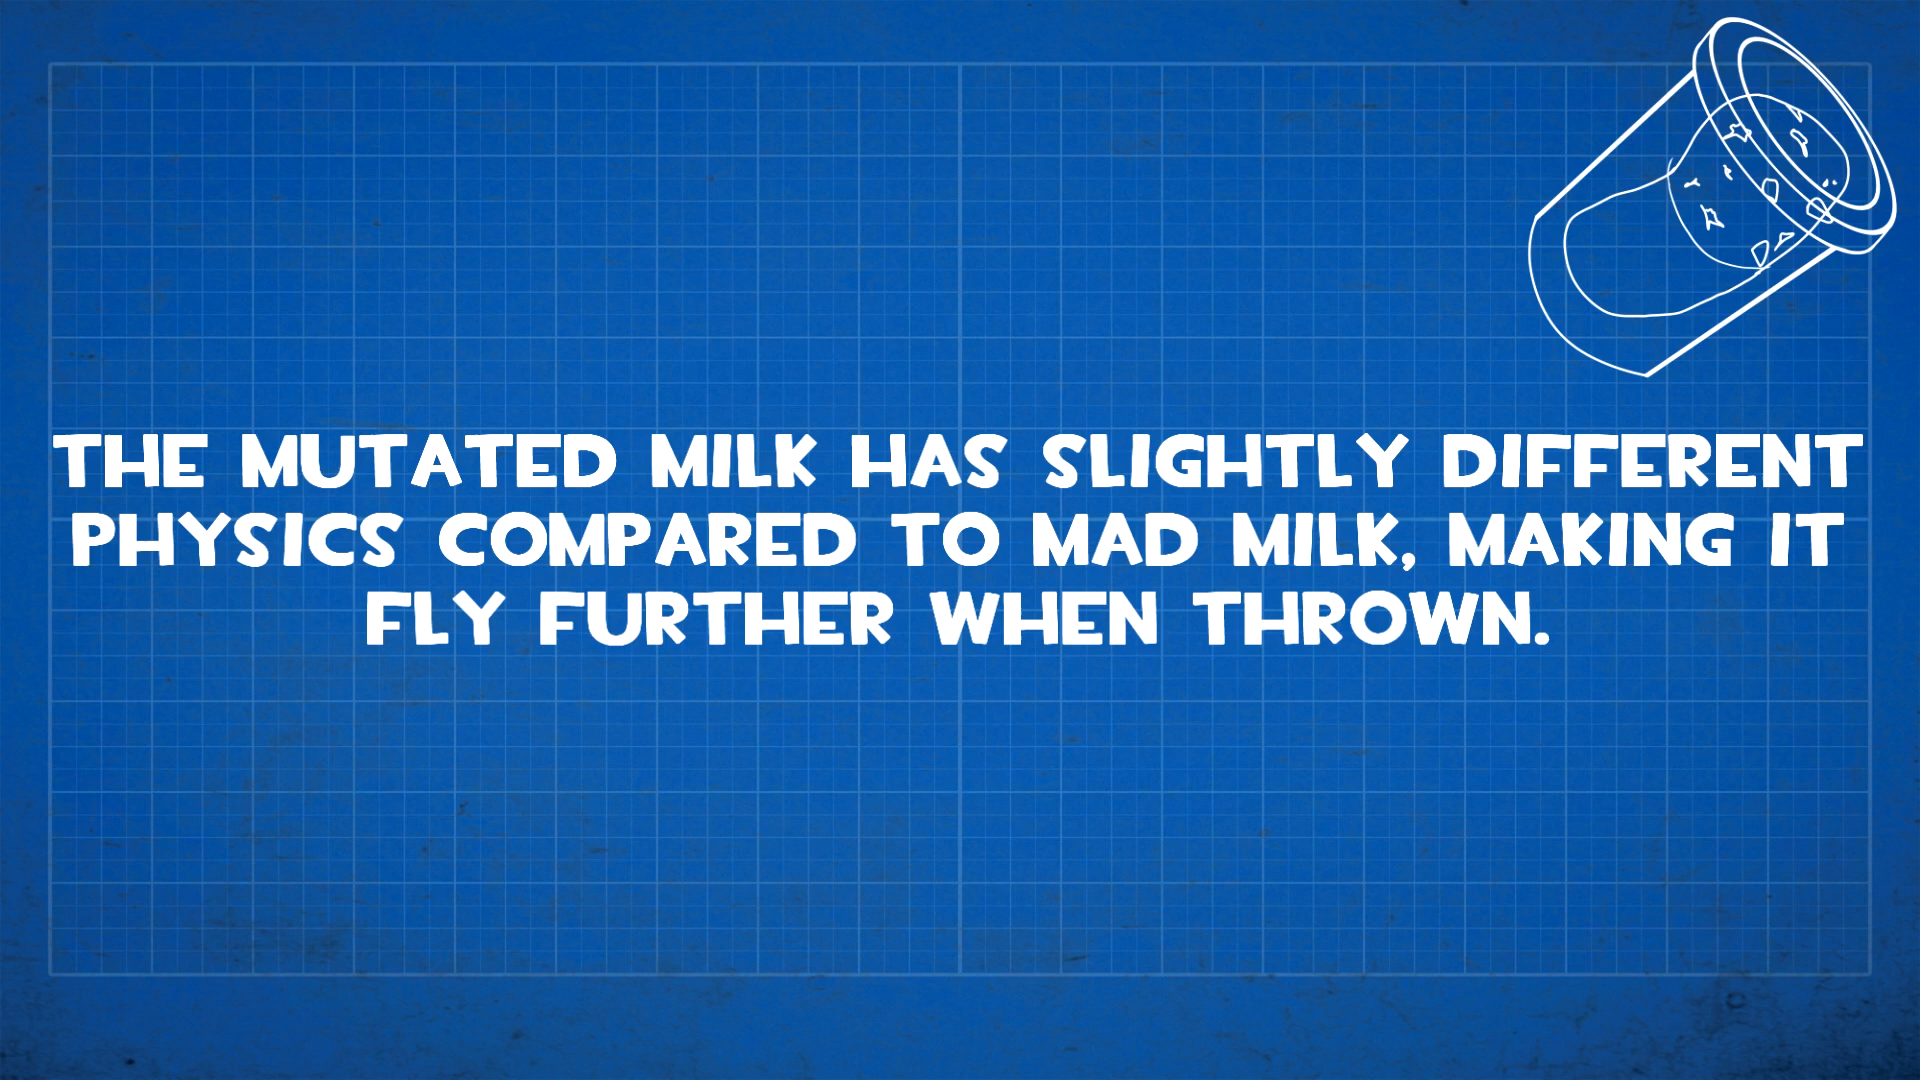 THE MUTATED MILK HAS SLIGHTLY DIFFERENT
PHYSICS COMPARED TO MAD MILK, MAKING IT
FLY FURTHER WHEN THROWN.